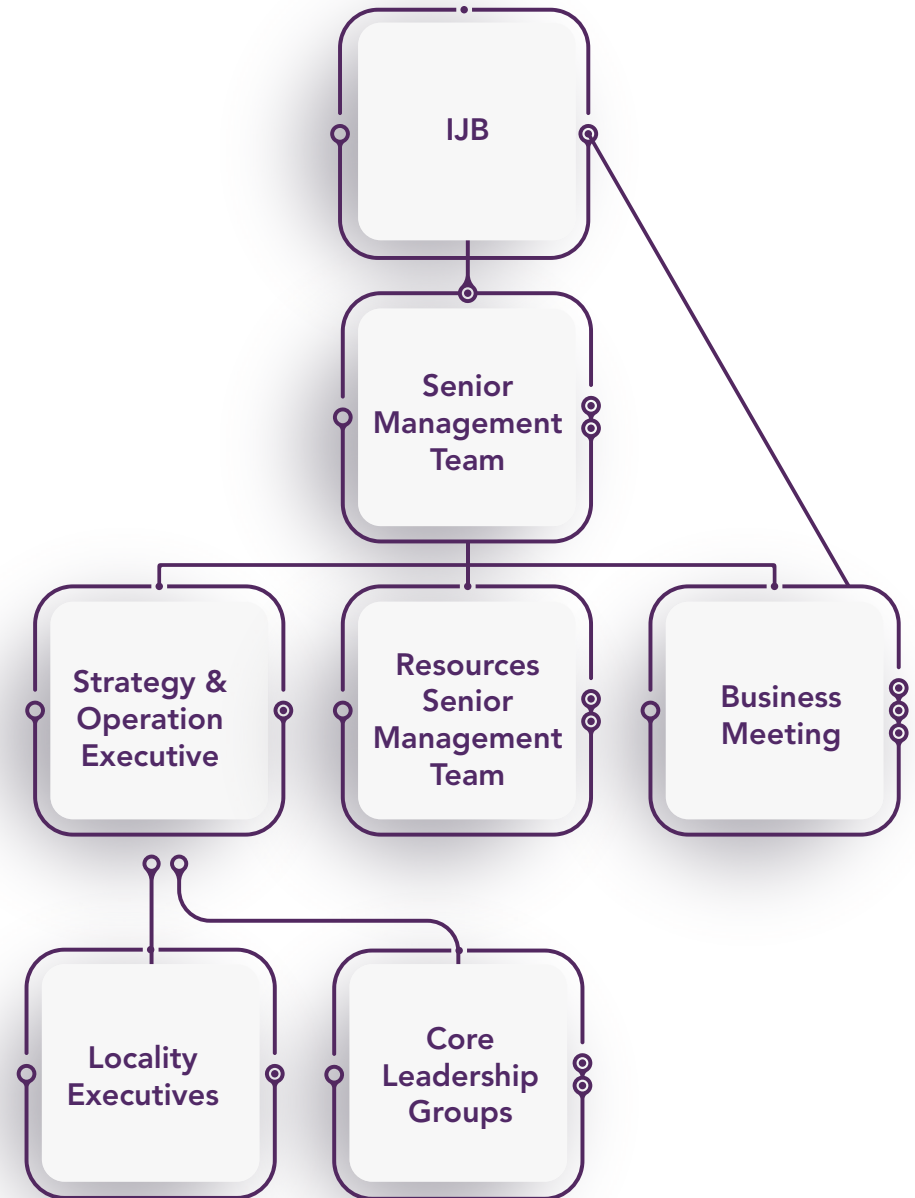 IJB
Senior
Management
Team
Strategy &
Operation
Executive
Resources
Senior
Management
Team
Business
Meeting
Locality
Executives
Core
Leadership
Groups